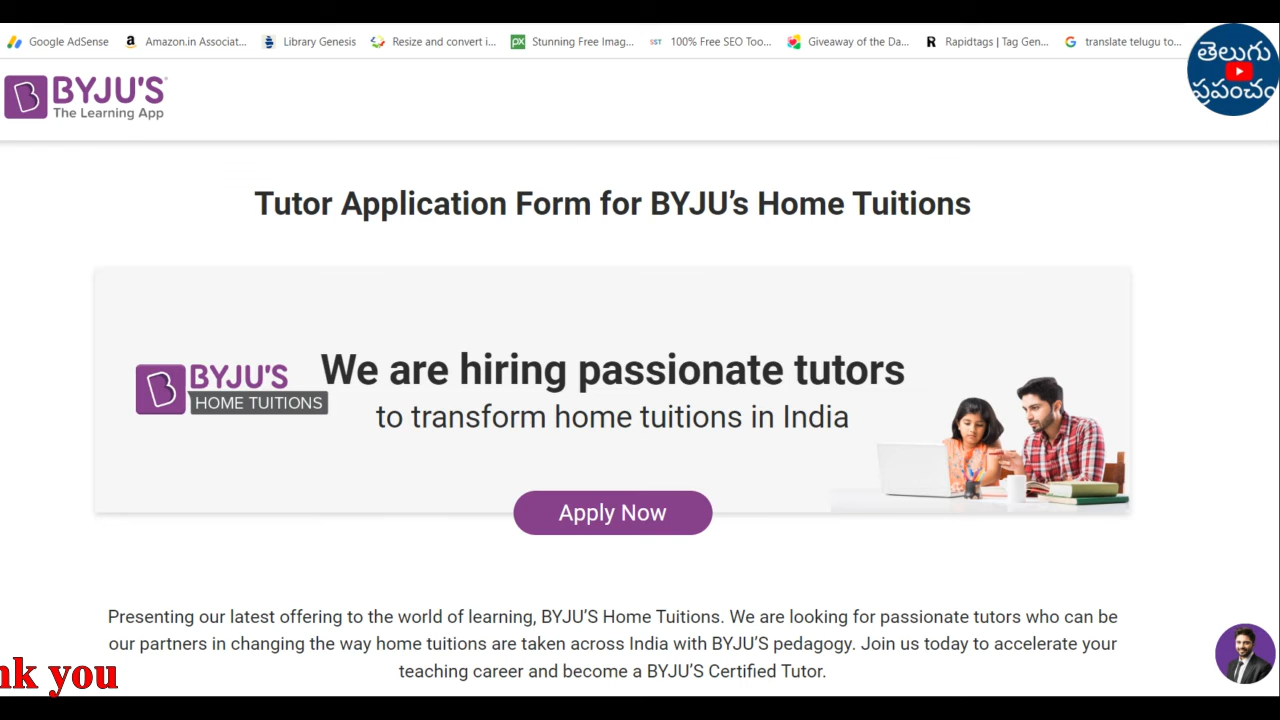 Google AdSense
Amazon.in Associat...
Library Genesis
Resize and convert i...
Stunning Free Imag...
SST
100% Free SEO Too...
Giveaway of the Da...
Rapidtags | Tag Gen...
translate telugu to...
తెలుగు
ప్రపంచం
BYJU'S
The Learning App
Tutor Application Form for BYJU’s Home Tuitions
BYJU'S
HOME TUITIONS
We are hiring passionate tutors
to transform home tuitions in India
Apply Now
Presenting our latest offering to the world of learning, BYJU’S Home Tuitions. We are looking for passionate tutors who can be
our partners in changing the way home tuitions are taken across India with BYJU’S pedagogy. Join us today to accelerate your
teaching career and become a BYJU’S Certified Tutor.
nk you